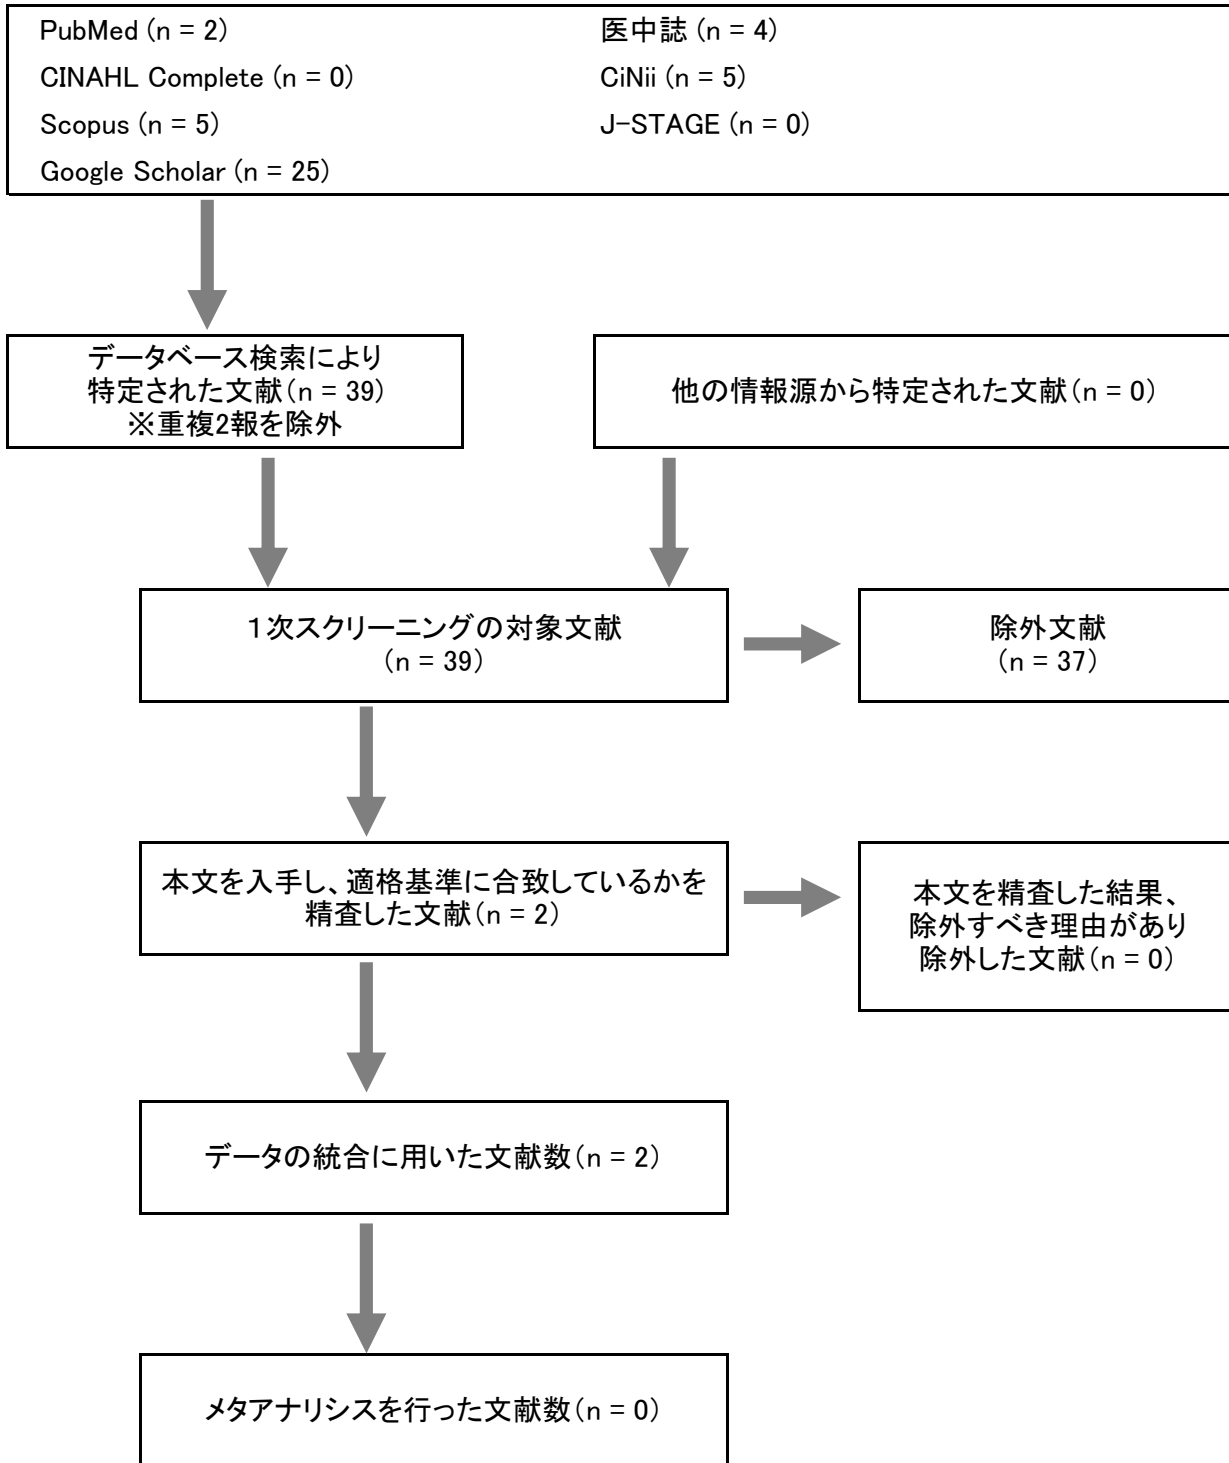 PubMed (n = 2)
医中誌 (n = 4)
CINAHL Complete (n = 0)
CiNii (n = 5)
Scopus (n = 5)
J-STAGE (n = 0)
Google Scholar (n = 25)
データベース検索により
特定された文献(n = 39)
※重複2報を除外
他の情報源から特定された文献(n = 0)
1次スクリーニングの対象文献
(n = 39)
除外文献
(n = 37)
本文を入手し、適格基準に合致しているかを
精査した文献(n = 2)
本文を精査した結果、
除外すべき理由があり
除外した文献(n = 0)
データの統合に用いた文献数(n = 2)
メタアナリシスを行った文献数(n = 0)